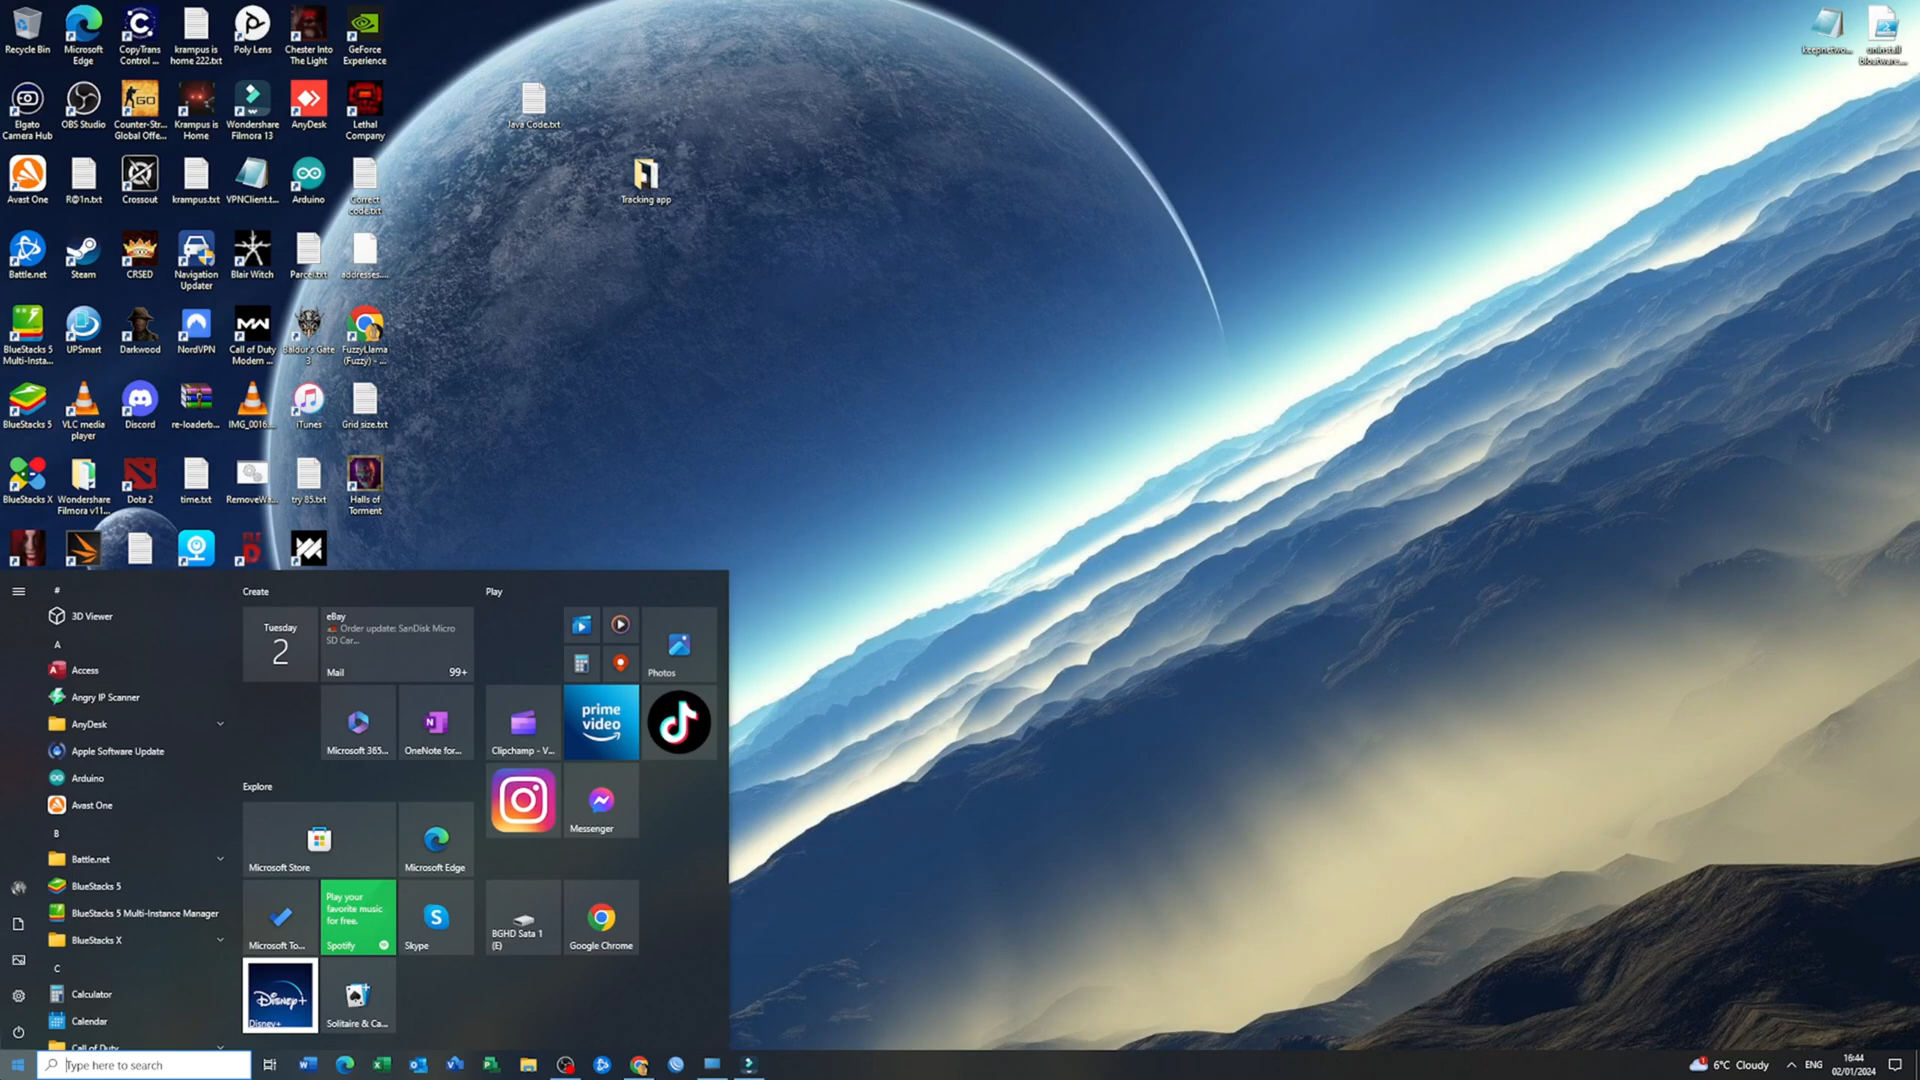 Recycle Bin
Microsoft
Edge
CopyTrans
Control ...
krampus is
home 222.txt
Poly Lens
Chester Into
The Light
GeForce
Experience
keepnetwo...
uninstall
bloatware....
Elgato
Camera Hub
OBS Studio
Counter-Str...
Global Offe...
Krampus is
Home
Wondershare
Filmora 13
AnyDesk
Lethal
Company
Java Code.txt
Avast One
R@1n.txt
Crossout
krampus.txt
VPNClient.t...
Arduino
Correct
code.txt
Tracking app
Battle.net
Steam
CRSED
Navigation
Updater
Blair Witch
Parcel.txt
addresses....
BlueStacks 5
Multi-Insta...
UPSmart
Darkwood
NordVPN
Call of Duty
Modern ...
Baldur's Gate
3
FuzzyLlama
(Fuzzy) - ...
BlueStacks 5
VLC media
player
Discord
re-loaderb...
IMG_0016....
iTunes
Grid size.txt
BlueStacks X
Wondershare
Filmora v11...
Dota 2
time.txt
RemoveWa...
try 85.txt
Halls of
Torment
#
3D Viewer
A
Access
Angry IP Scanner
AnyDesk
Apple Software Update
Arduino
Avast One
B
Battle.net
BlueStacks 5
BlueStacks 5 Multi-Instance Manager
BlueStacks X
C
Calculator
Calendar
Call of Duty
Create
Tuesday
2
eBay
Order update: SanDisk Micro
SD Car...
Mail
99+
Microsoft 365...
OneNote for...
Explore
Microsoft Store
Microsoft Edge
Microsoft To...
Play your
favorite music
for free.
Spotify
Skype
Disney+
Disney+
Solitaire & Ca...
Play
Photos
Clipchamp - V...
prime
video
Messenger
BGHD Sata 1
(E)
Google Chrome
Type here to search
6°C Cloudy
ENG
16:44
02/01/2024